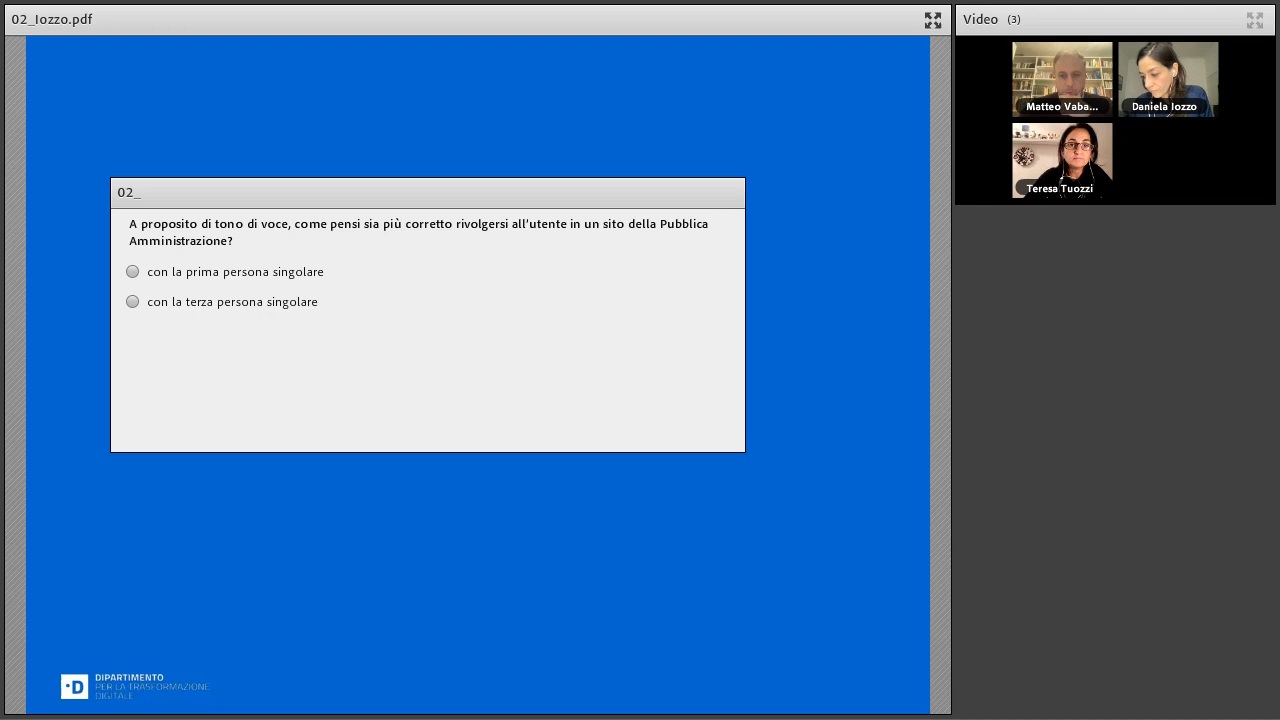 02_Iozzo.pdf
Video (3)
Matteo Vaba...
Daniela Iozzo
Teresa Tuozzi
02_
A proposito di tono di voce, come pensi sia più corretto rivolgersi all'utente in un sito della Pubblica
Amministrazione?
con la prima persona singolare
con la terza persona singolare
DIPARTIMENTO
PER LA TRASFORMAZIONE
DIGITALE